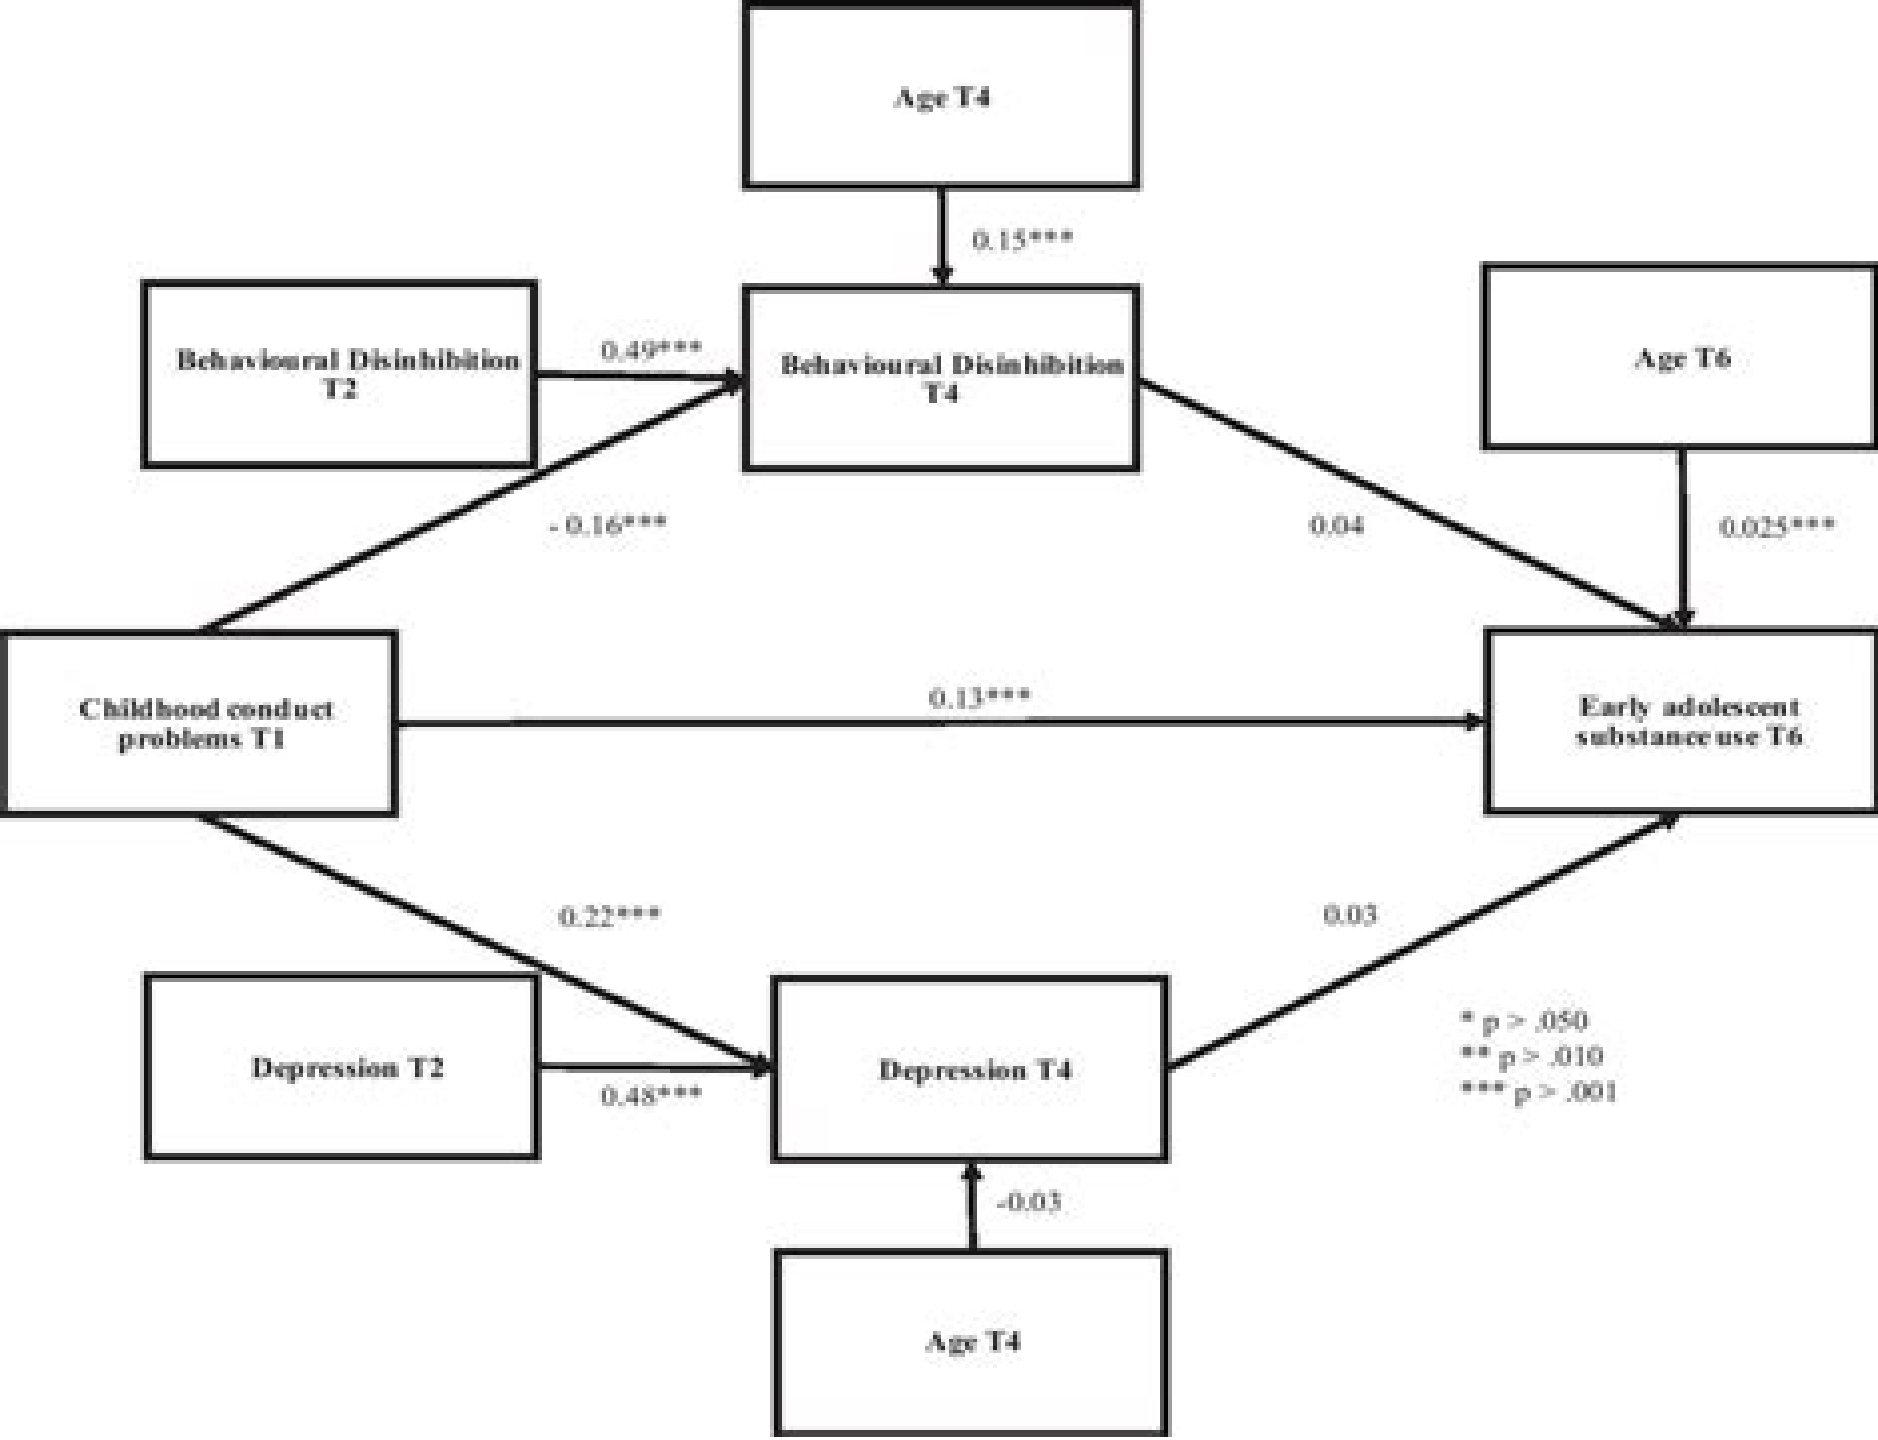 Age T4
0.15***
Behavioural Disinhibition
T2
0.49***
Behavioural Disinhibition
T4
Age T6
- 0.16***
0.04
0.025***
Childhood conduct
problems T1
0.13***
Early adolescent
substance use T6
0.22***
0.03
Depression T2
0.48***
Depression T4
* p > .050
** p > .010
*** p > .001
-0.03
Age T4